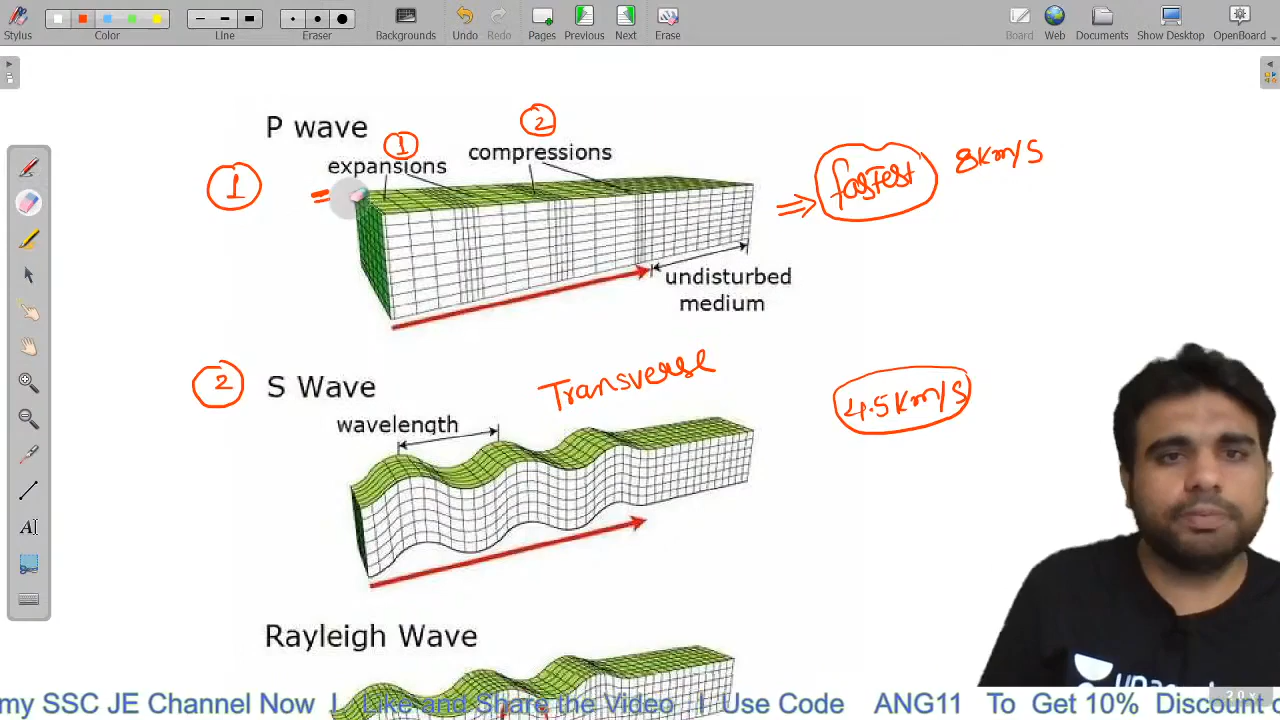 Stylus
Color
Line
Eraser
Backgrounds
Undo
Redo
Pages
Previous
Next
Erase
Board
Web
Documents
Show Desktop
OpenBoard
P wave
1
expansions
2
compressions
1
fastest
8km/s
undisturbed
medium
2
S Wave
Transverse
4.5km/s
wavelength
Rayleigh Wave
my SSC JE Channel Now I Like and Share the Video I Use Code ANG11 To Get 10% Discount